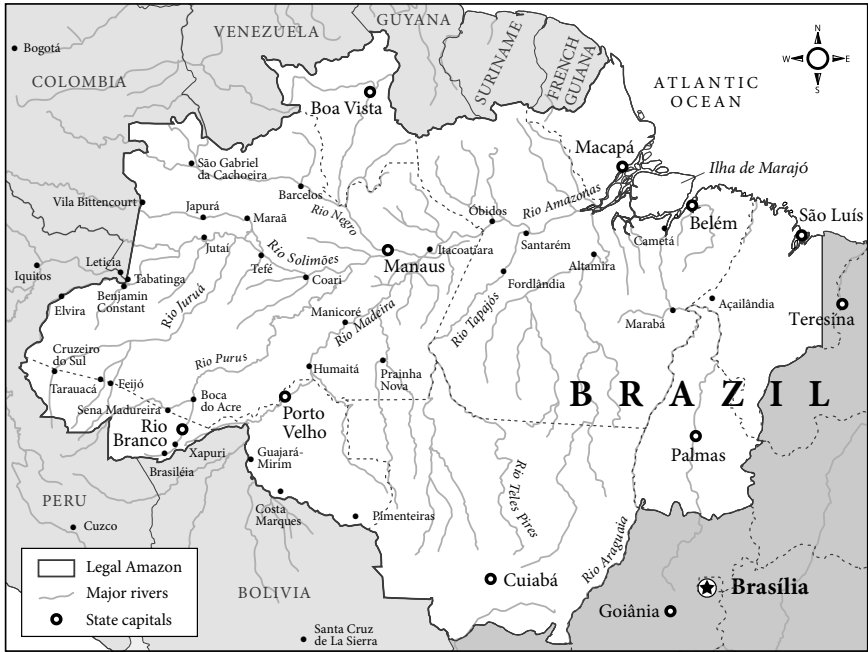 Bogotá
VENEZUELA
GUYANA
SURINAME
FRENCH
GUIANA
N
W
E
S
COLOMBIA
ATLANTIC
OCEAN
Boa Vista
Macapá
Ilha de Marajó
São Gabriel
da Cachoeira
Barcelos
Rio Amazonas
Vila Bittencourt
Japurá
Maraã
Rio Negro
Óbidos
Belém
São Luís
Jutaí
Rio Solimões
Itacoatiara
Santarém
Cametá
Iquitos
Leticia
Tabatinga
Tefé
Coari
Manaus
Fordlândia
Altamira
Benjamin
Constant
Elvira
Rio Juruá
Manicoré
Rio Madeira
Rio Tapajós
Marabá
Açailândia
Teresina
Cruzeiro
do Sul
Rio Purus
Humaitá
Prainha
Nova
Tarauacá
Feijó
Boca
do Acre
BRAZIL
Sena Madureira
Porto
Velho
Rio
Branco
Xapuri
Brasiléia
Guajará-
Mirim
Palmas
Rio Teles Pires
PERU
Costa
Marques
Pimenteiras
Cuzco
Rio Araguaia
Legal Amazon
Major rivers
State capitals
BOLIVIA
Cuiabá
Brasília
Goiânia
Santa Cruz
de La Sierra